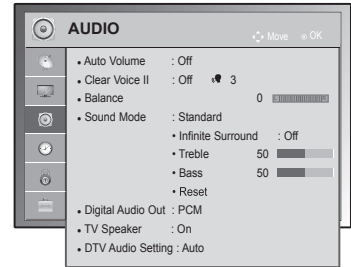 AUDIO
Move OK
• Auto Volume : Off
• Clear Voice II : Off 3
• Balance 0
• Sound Mode : Standard
• Infinite Surround : Off
• Treble 50
• Bass 50
• Reset
• Digital Audio Out : PCM
• TV Speaker : On
• DTV Audio Setting : Auto